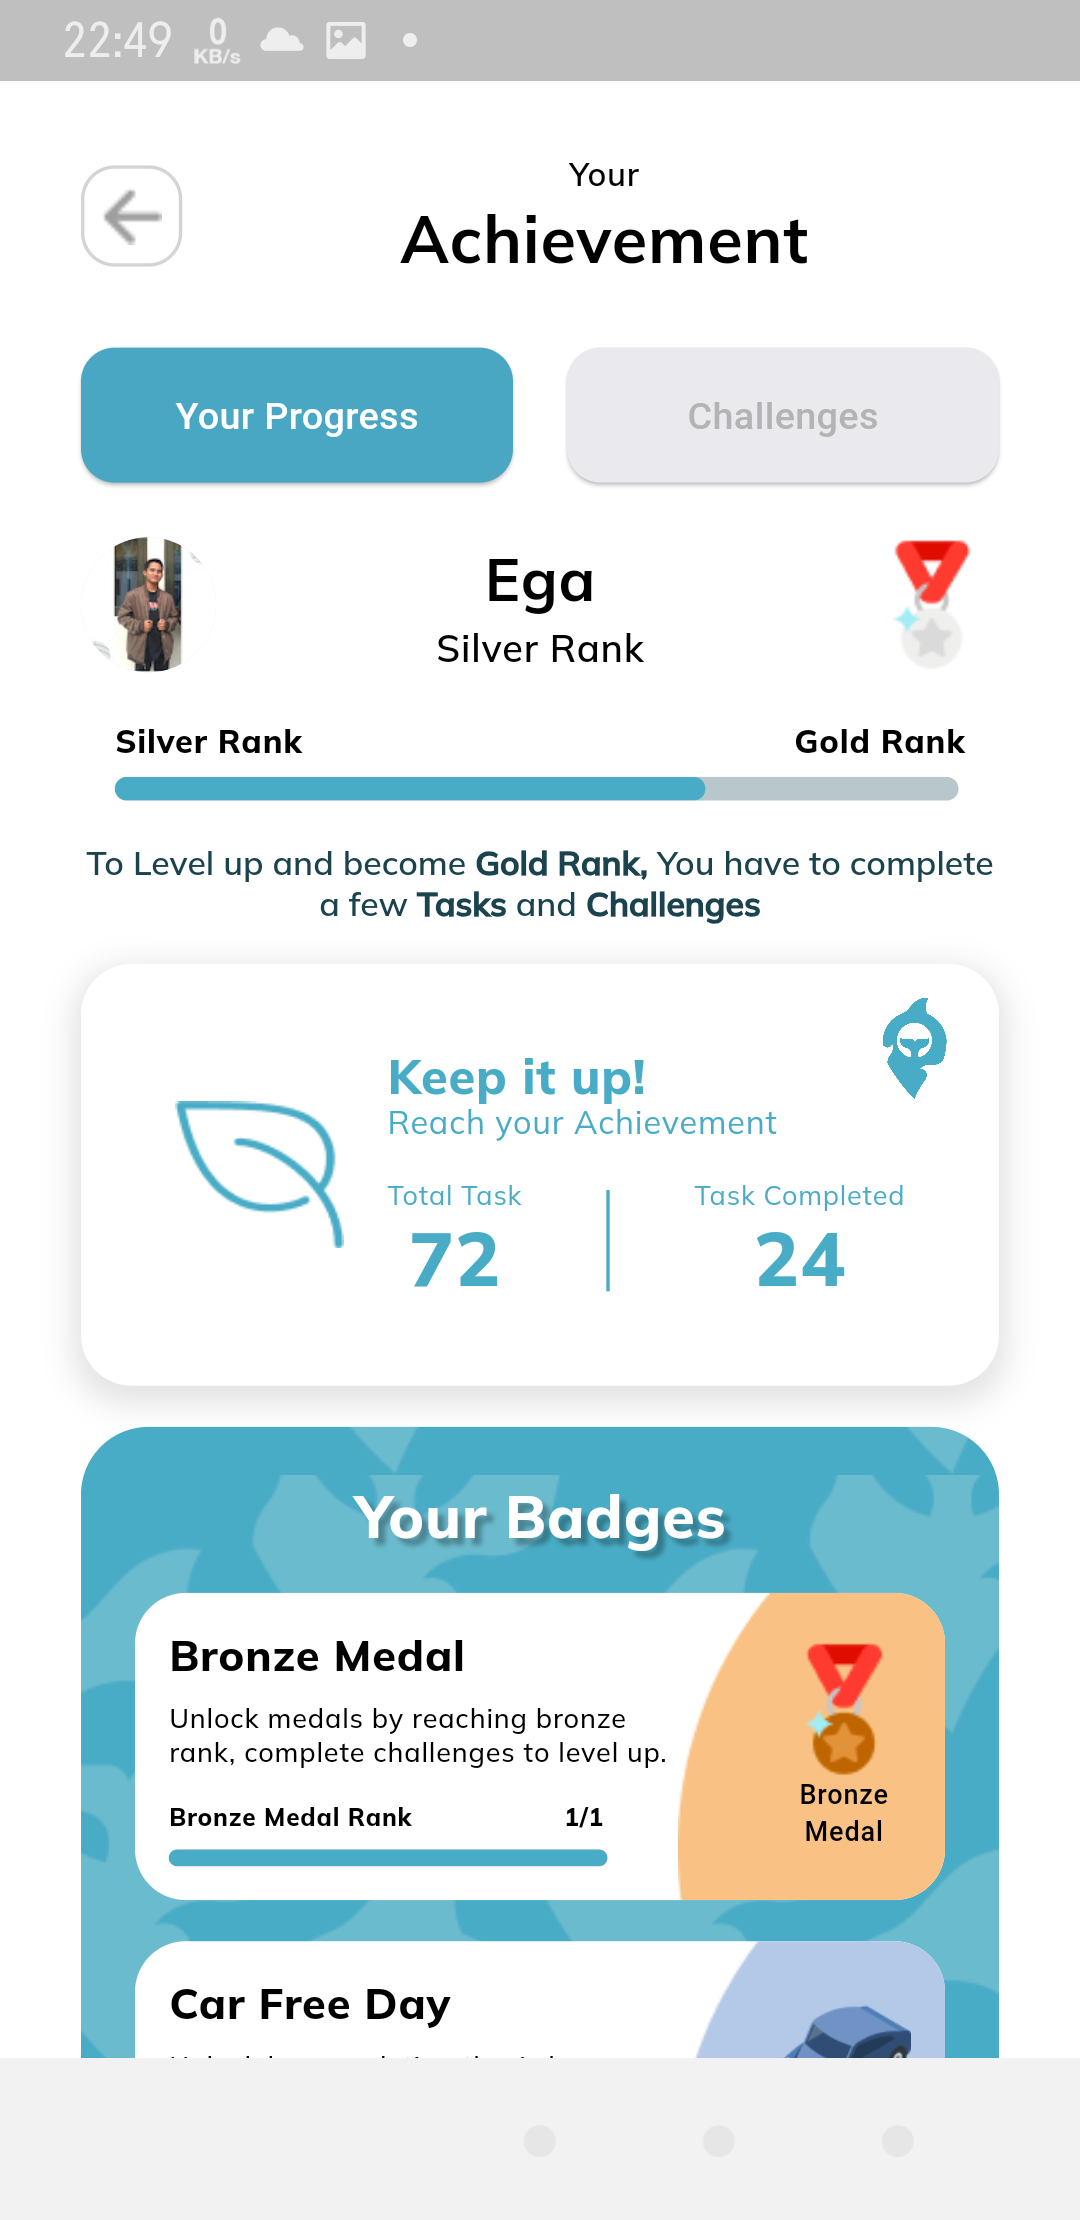 22:49
0
KB/s
Your
Achievement
Your Progress
Challenges
Ega
Silver Rank
Silver Rank
Gold Rank
To Level up and become Gold Rank, You have to complete
a few Tasks and Challenges
Keep it up!
Reach your Achievement
Total Task
Task Completed
72
24
Your Badges
Bronze Medal
Unlock medals by reaching bronze
rank, complete challenges to level up.
Bronze Medal Rank
1/1
Bronze
Medal
Car Free Day